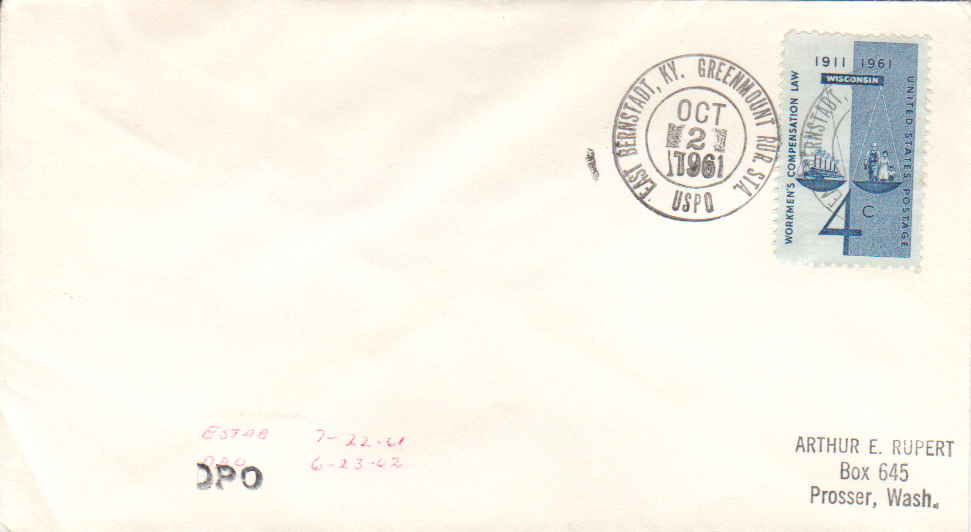 EAST BERNSTADT, KY. GREENMOUNT RUR. STA.
OCT
2
1961
USPO
1911 1961
WISCONSIN
WORKMEN'S COMPENSATION LAW
UNITED STATES POSTAGE
4 C
BERNSTADT,
ESTAB 7-22-61
6-23-62
DPO
ARTHUR E. RUPERT
Box 645
Prosser, Wash.